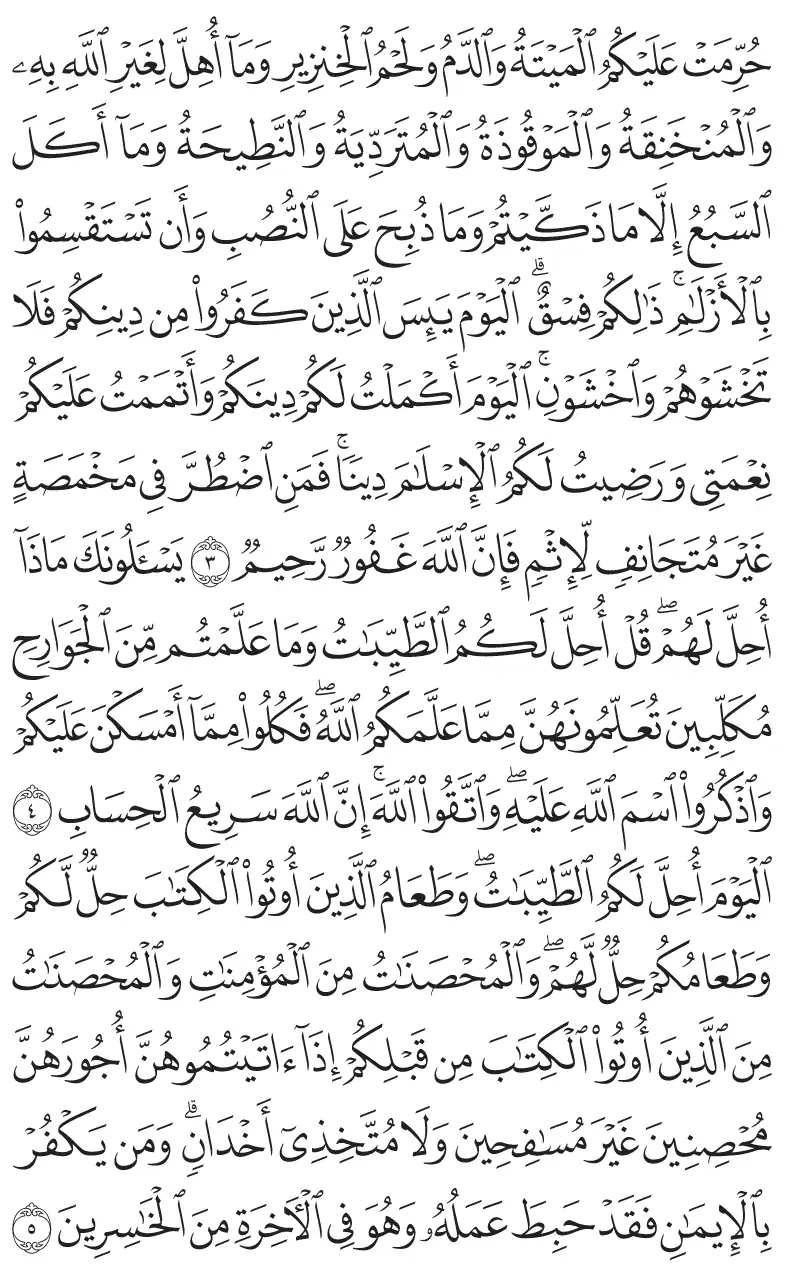 حُرِّمَتۡ عَلَيۡكُمُ ٱلۡمَيۡتَةُ وَٱلدَّمُ وَلَحۡمُ ٱلۡخِنزِيرِ وَمَآ أُهِلَّ لِغَيۡرِ ٱللَّهِ بِهِۦ
وَٱلۡمُنۡخَنِقَةُ وَٱلۡمَوۡقُوذَةُ وَٱلۡمُتَرَدِّيَةُ وَٱلنَّطِيحَةُ وَمَآ أَكَلَ
ٱلسَّبُعُ إِلَّا مَا ذَكَّيۡتُمۡ وَمَا ذُبِحَ عَلَى ٱلنُّصُبِ وَأَن تَسۡتَقۡسِمُواْ
بِٱلۡأَزۡلَٰمِۚ ذَٰلِكُمۡ فِسۡقٌۗ ٱلۡيَوۡمَ يَئِسَ ٱلَّذِينَ كَفَرُواْ مِن دِينِكُمۡ فَلَا
تَخۡشَوۡهُمۡ وَٱخۡشَوۡنِۚ ٱلۡيَوۡمَ أَكۡمَلۡتُ لَكُمۡ دِينَكُمۡ وَأَتۡمَمۡتُ عَلَيۡكُمۡ
نِعۡمَتِي وَرَضِيتُ لَكُمُ ٱلۡإِسۡلَٰمَ دِينٗاۚ فَمَنِ ٱضۡطُرَّ فِي مَخۡمَصَةٍ
غَيۡرَ مُتَجَانِفٖ لِّإِثۡمٖ فَإِنَّ ٱللَّهَ غَفُورٞ رَّحِيمٞ ٣ يَسۡـَٔلُونَكَ مَاذَآ
أُحِلَّ لَهُمۡۖ قُلۡ أُحِلَّ لَكُمُ ٱلطَّيِّبَٰتُ وَمَا عَلَّمۡتُم مِّنَ ٱلۡجَوَارِحِ
مُكَلِّبِينَ تُعَلِّمُونَهُنَّ مِمَّا عَلَّمَكُمُ ٱللَّهُۖ فَكُلُواْ مِمَّآ أَمۡسَكۡنَ عَلَيۡكُمۡ
وَٱذۡكُرُواْ ٱسۡمَ ٱللَّهِ عَلَيۡهِۖ وَٱتَّقُواْ ٱللَّهَۚ إِنَّ ٱللَّهَ سَرِيعُ ٱلۡحِسَابِ ٤
ٱلۡيَوۡمَ أُحِلَّ لَكُمُ ٱلطَّيِّبَٰتُۖ وَطَعَامُ ٱلَّذِينَ أُوتُواْ ٱلۡكِتَٰبَ حِلّٞ لَّكُمۡ
وَطَعَامُكُمۡ حِلّٞ لَّهُمۡۖ وَٱلۡمُحۡصَنَٰتُ مِنَ ٱلۡمُؤۡمِنَٰتِ وَٱلۡمُحۡصَنَٰتُ
مِنَ ٱلَّذِينَ أُوتُواْ ٱلۡكِتَٰبَ مِن قَبۡلِكُمۡ إِذَآ ءَاتَيۡتُمُوهُنَّ أُجُورَهُنَّ
مُحۡصِنِينَ غَيۡرَ مُسَٰفِحِينَ وَلَا مُتَّخِذِيٓ أَخۡدَانٖۗ وَمَن يَكۡفُرۡ
بِٱلۡإِيمَٰنِ فَقَدۡ حَبِطَ عَمَلُهُۥ وَهُوَ فِي ٱلۡأٓخِرَةِ مِنَ ٱلۡخَٰسِرِينَ ٥